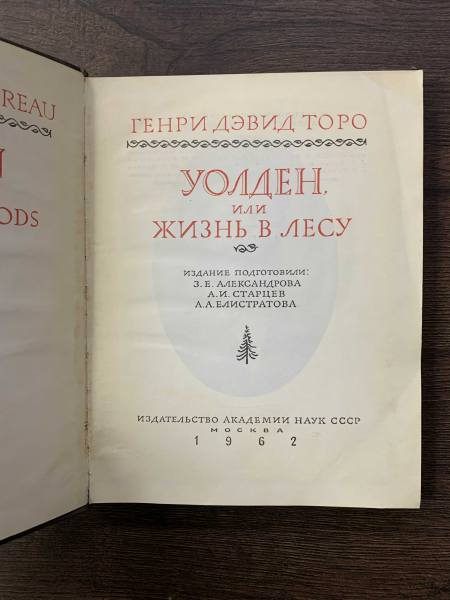 REAU
N
ODS
ГЕНРИ ДЭВИД ТОРО
УОЛДЕН,
ИЛИ
ЖИЗНЬ В ЛЕСУ
ИЗДАНИЕ ПОДГОТОВИЛИ:
З. Е. АЛЕКСАНДРОВА
А. И. СТАРЦЕВ
А. А. ЕЛИСТРАТОВА
ИЗДАТЕЛЬСТВО АКАДЕМИИ НАУК СССР
МОСКВА
1962